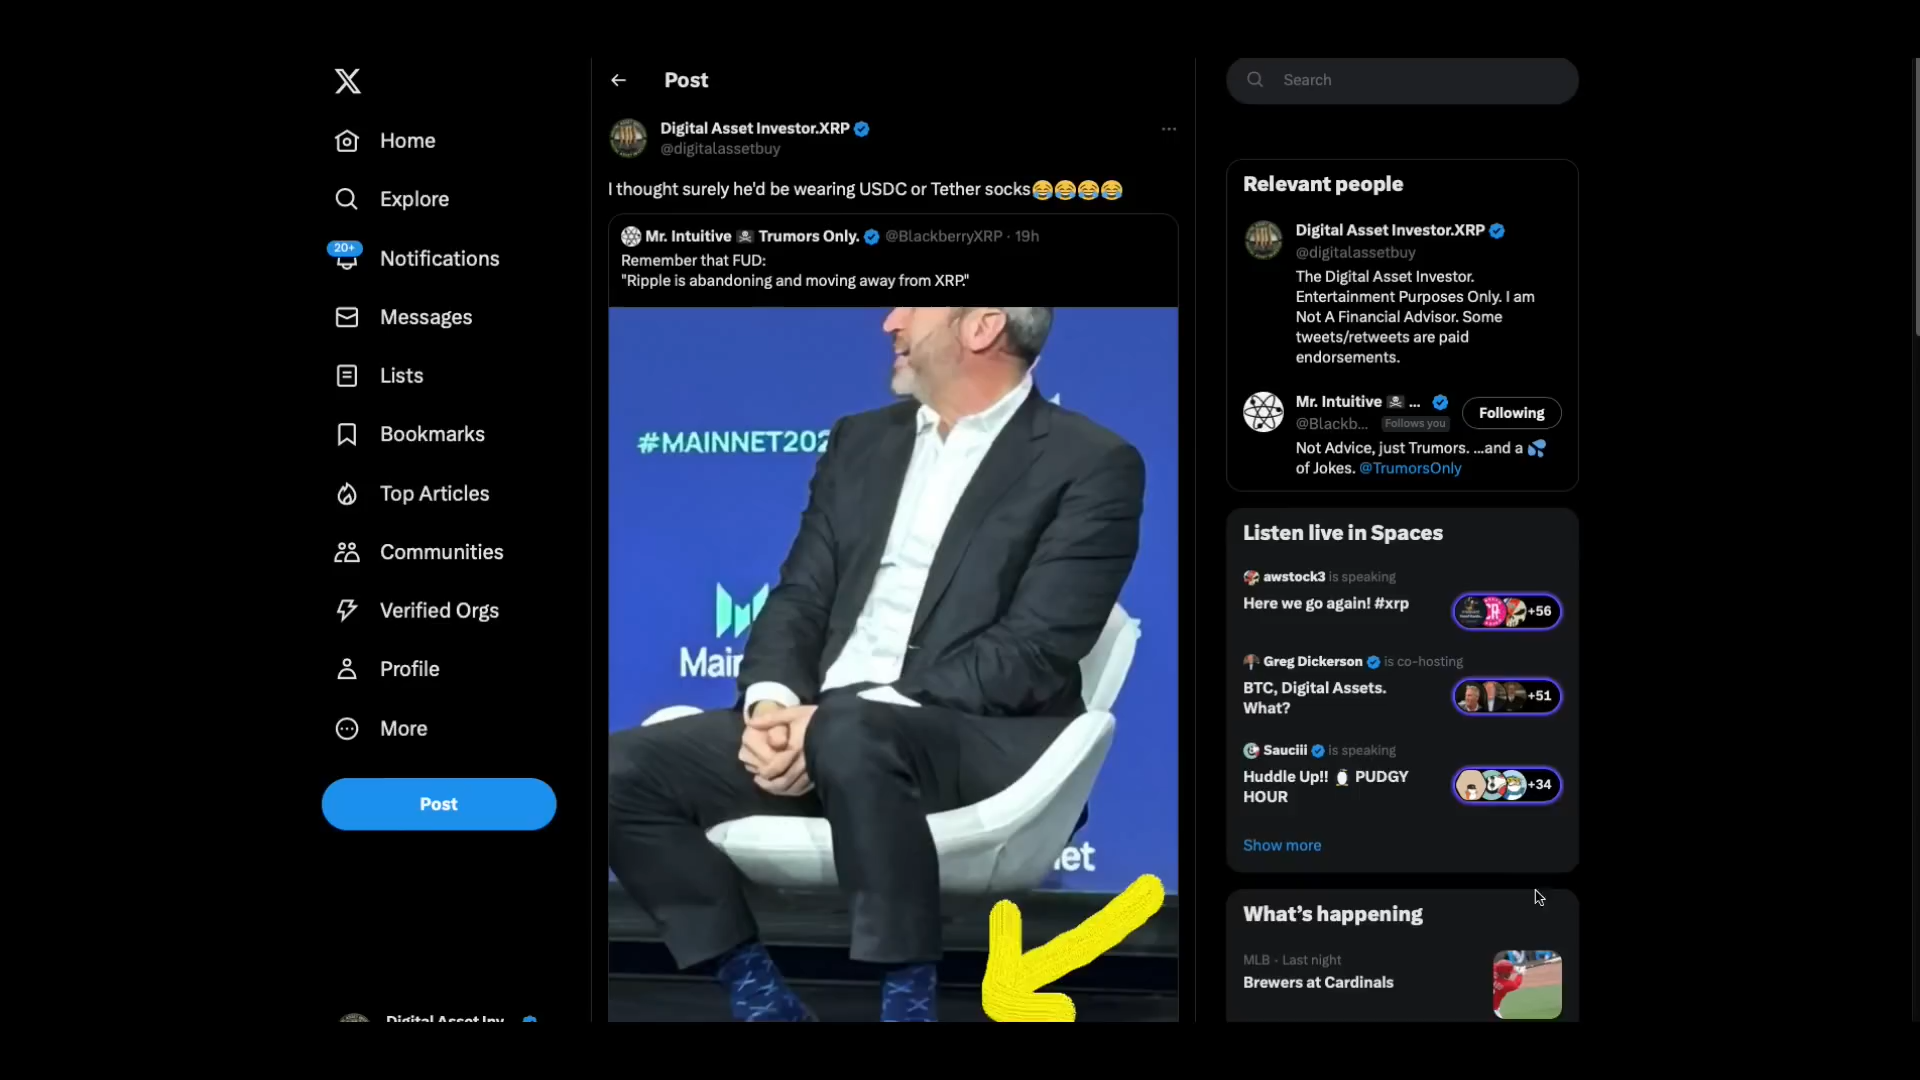 Home
Explore
20+
Notifications
Messages
Lists
Bookmarks
Top Articles
Communities
Verified Orgs
Profile
More
Post
Digital Asset Inv
Post
Digital Asset Investor.XRP
@digitalassetbuy
I thought surely he'd be wearing USDC or Tether socks😂😂😂😂
Mr. Intuitive ☠ Trumors Only. @BlackberryXRP · 19h
Remember that FUD:
"Ripple is abandoning and moving away from XRP."
#MAINNET202
Main
et
Search
Relevant people
Digital Asset Investor.XRP
@digitalassetbuy
The Digital Asset Investor.
Entertainment Purposes Only. I am
Not A Financial Advisor. Some
tweets/retweets are paid
endorsements.
Mr. Intuitive ☠ ...
Following
@Blackb... Follows you
Not Advice, just Trumors. ...and a 💦
of Jokes. @TrumorsOnly
Listen live in Spaces
awstock3 is speaking
Here we go again! #xrp
+56
Greg Dickerson is co-hosting
BTC, Digital Assets.
What?
+51
Sauciii is speaking
Huddle Up!! 🐧 PUDGY
HOUR
+34
Show more
What's happening
MLB · Last night
Brewers at Cardinals